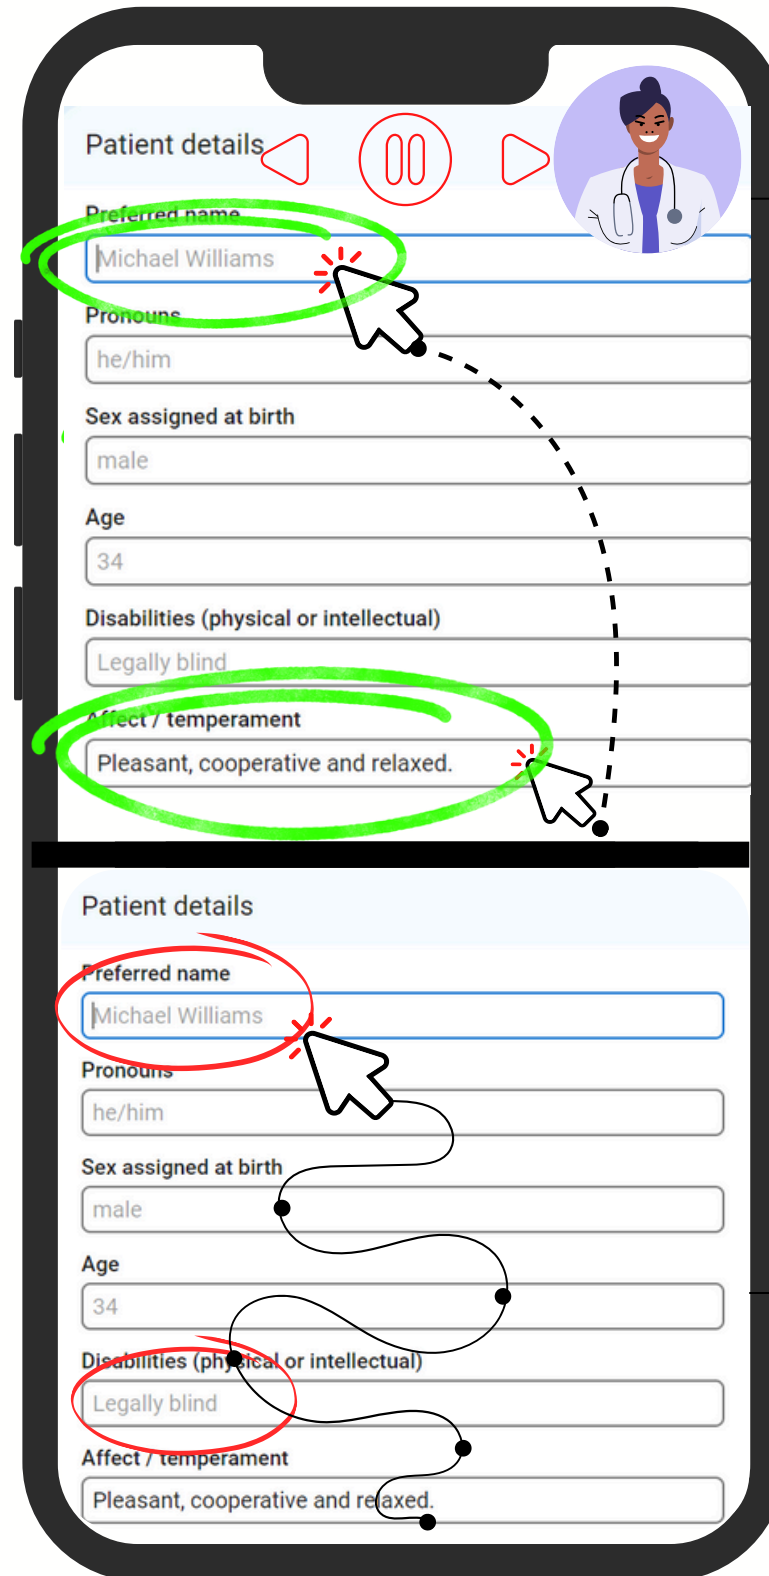 Patient details
Preferred name
Michael Williams
Pronouns
he/him
Sex assigned at birth
male
Age
34
Disabilities (physical or intellectual)
Legally blind
Affect / temperament
Pleasant, cooperative and relaxed.
Patient details
Preferred name
Michael Williams
Pronouns
he/him
Sex assigned at birth
male
Age
34
Disabilities (physical or intellectual)
Legally blind
Affect / temperament
Pleasant, cooperative and relaxed.